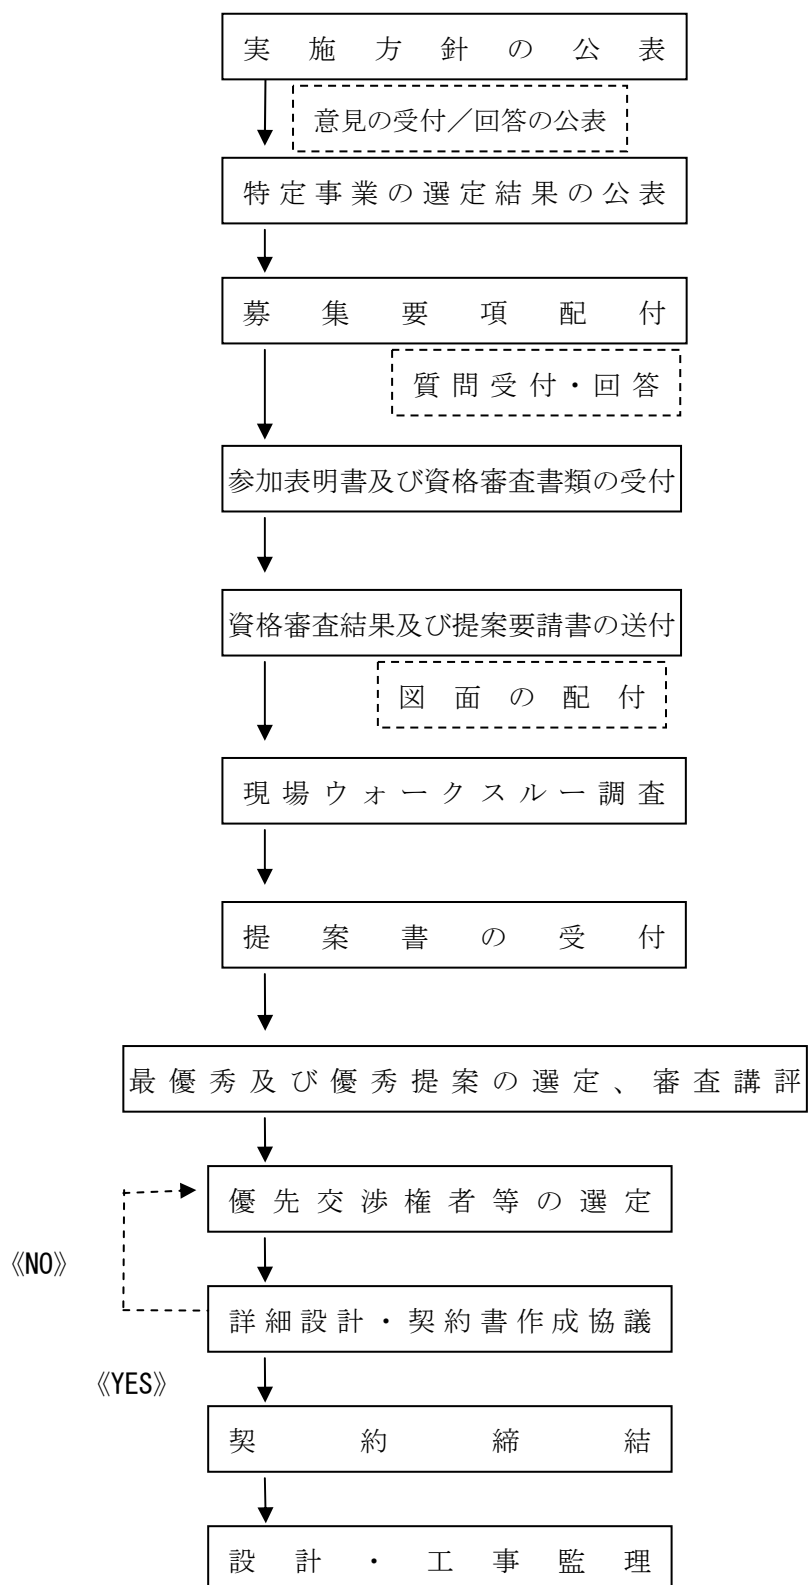 実施方針の公表
意見の受付／回答の公表
特定事業の選定結果の公表
募集要項配付
質問受付・回答
参加表明書及び資格審査書類の受付
資格審査結果及び提案要請書の送付
図面の配付
現場ウォークスルー調査
提案書の受付
最優秀及び優秀提案の選定、審査講評
優先交渉権者等の選定
《NO》
詳細設計・契約書作成協議
《YES》
契約締結
設計・工事監理